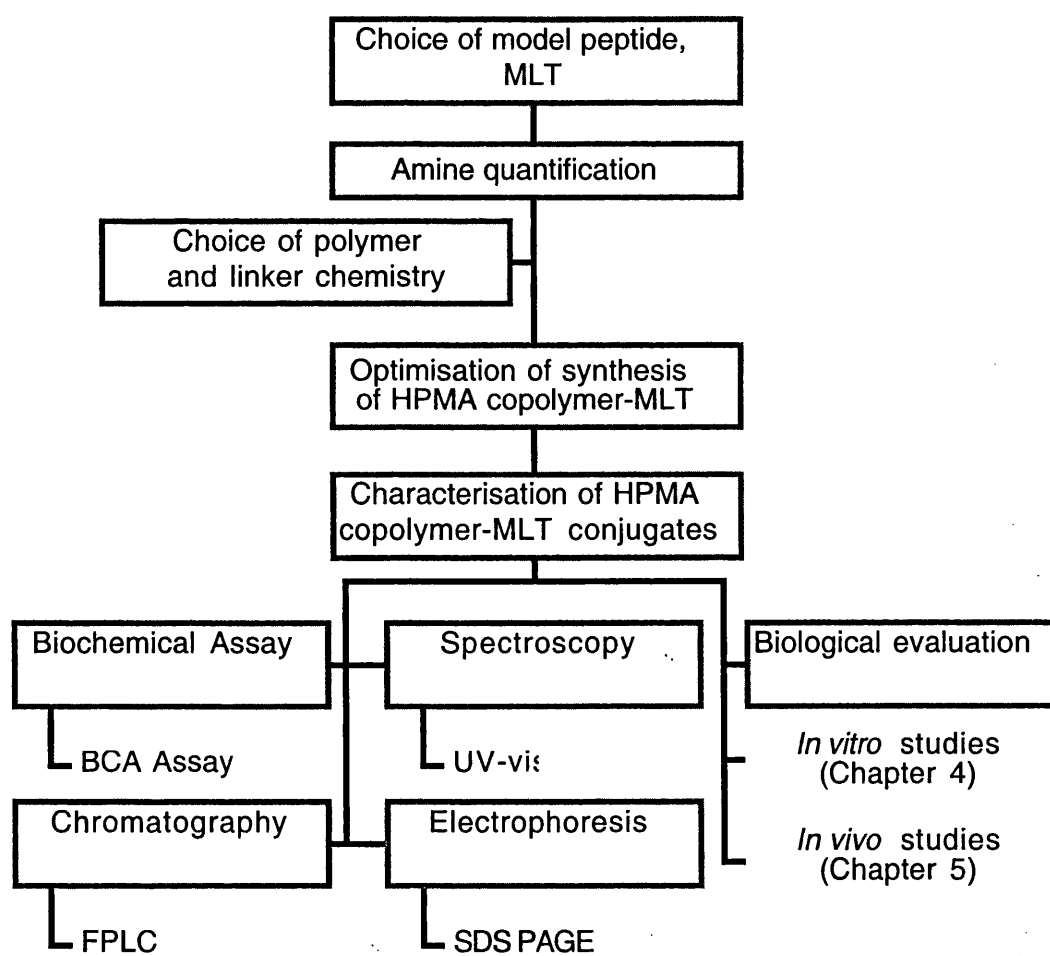 Choice of model peptide,
MLT
Amine quantification
Choice of polymer
and linker chemistry
Optimisation of synthesis
of HPMA copolymer-MLT
Characterisation of HPMA
copolymer-MLT conjugates
Biochemical Assay
Spectroscopy
Biological evaluation
BCA Assay
UV-vis
In vitro studies
(Chapter 4)
Chromatography
Electrophoresis
In vivo studies
(Chapter 5)
FPLC
SDS PAGE